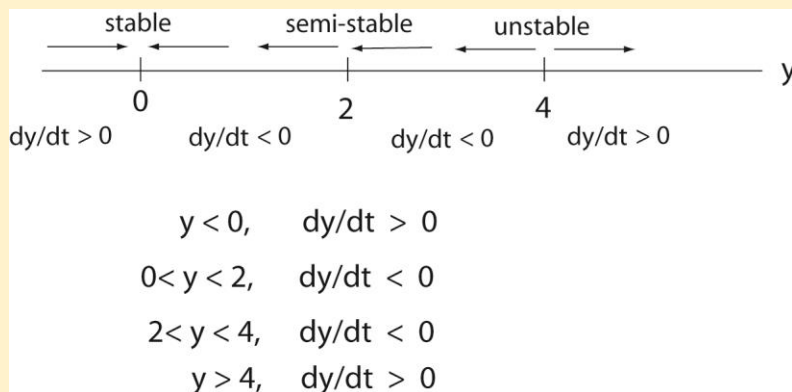 stable semi-stable unstable
y
0 2 4
dy/dt > 0 dy/dt < 0 dy/dt < 0 dy/dt > 0
y < 0, dy/dt > 0
0< y < 2, dy/dt < 0
2< y < 4, dy/dt < 0
y > 4, dy/dt > 0